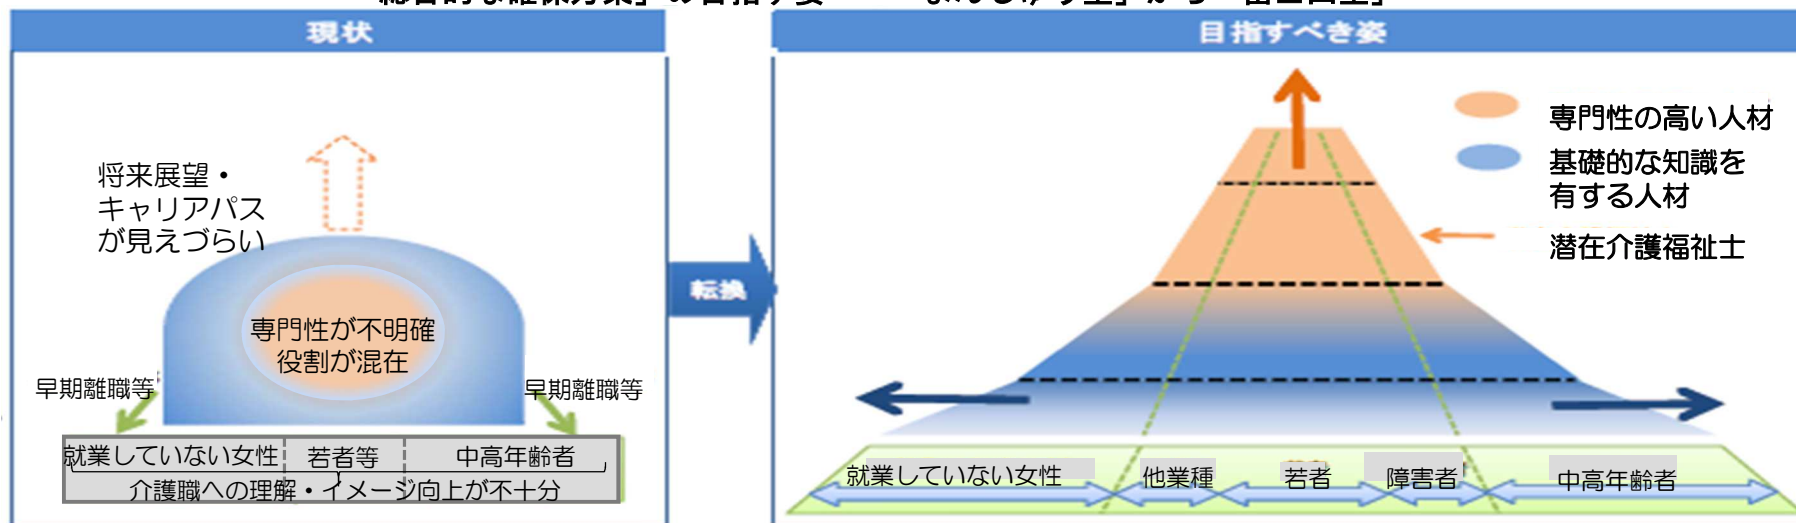 現状
将来展望・
キャリアパス
が見えづらい
専門性が不明確
役割が混在
早期離職等
早期離職等
就業していない女性
若者等
中高年齢者
介護職への理解・イメージ向上が不十分
転換
目指すべき姿
専門性の高い人材
基礎的な知識を
有する人材
潜在介護福祉士
就業していない女性
他業種
若者
障害者
中高年齢者